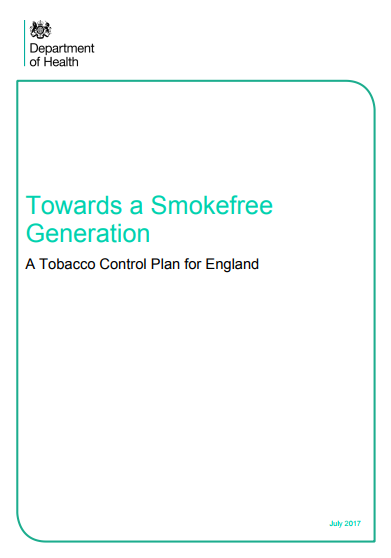 Department
of Health
Towards a Smokefree
Generation
A Tobacco Control Plan for England
July 2017